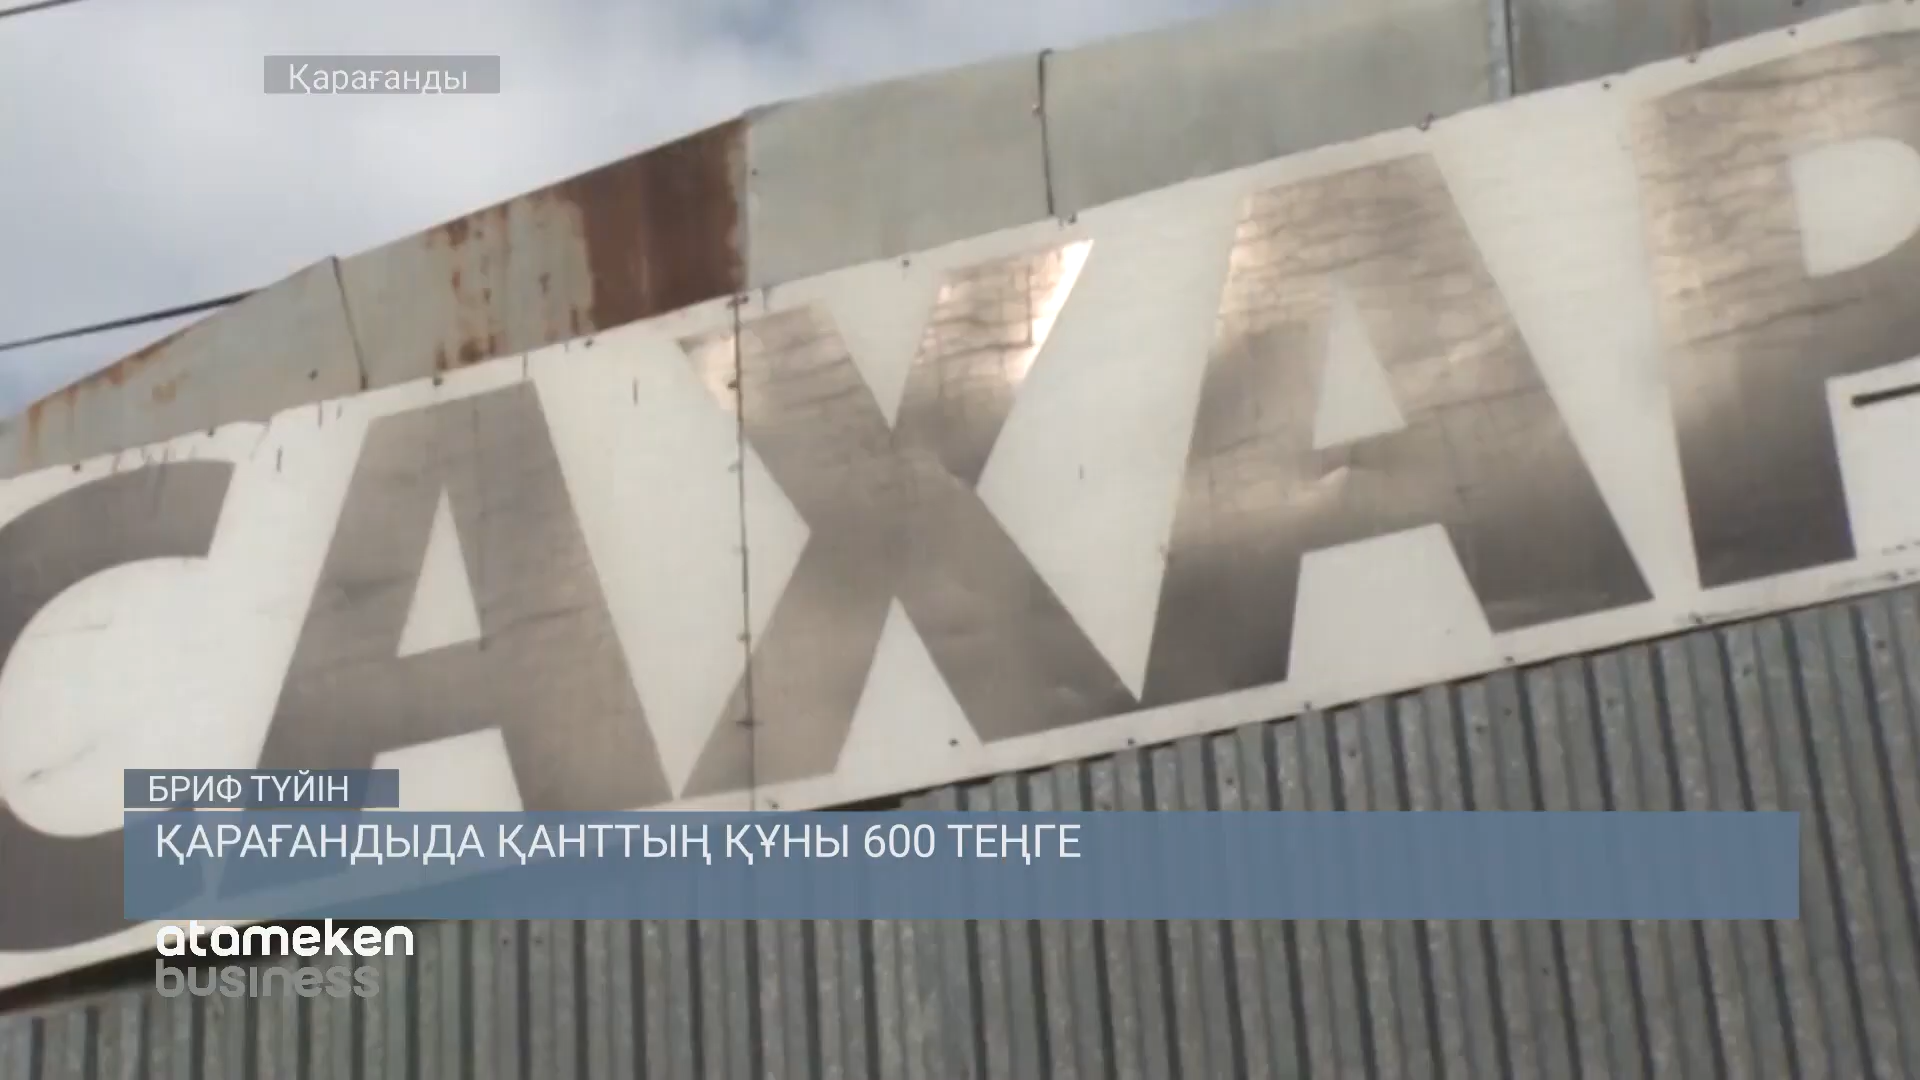 Қарағанды
САХАР
БРИФ ТҮЙІН
ҚАРАҒАНДЫДА ҚАНТТЫҢ ҚҰНЫ 600 ТЕҢГЕ
atameken
business